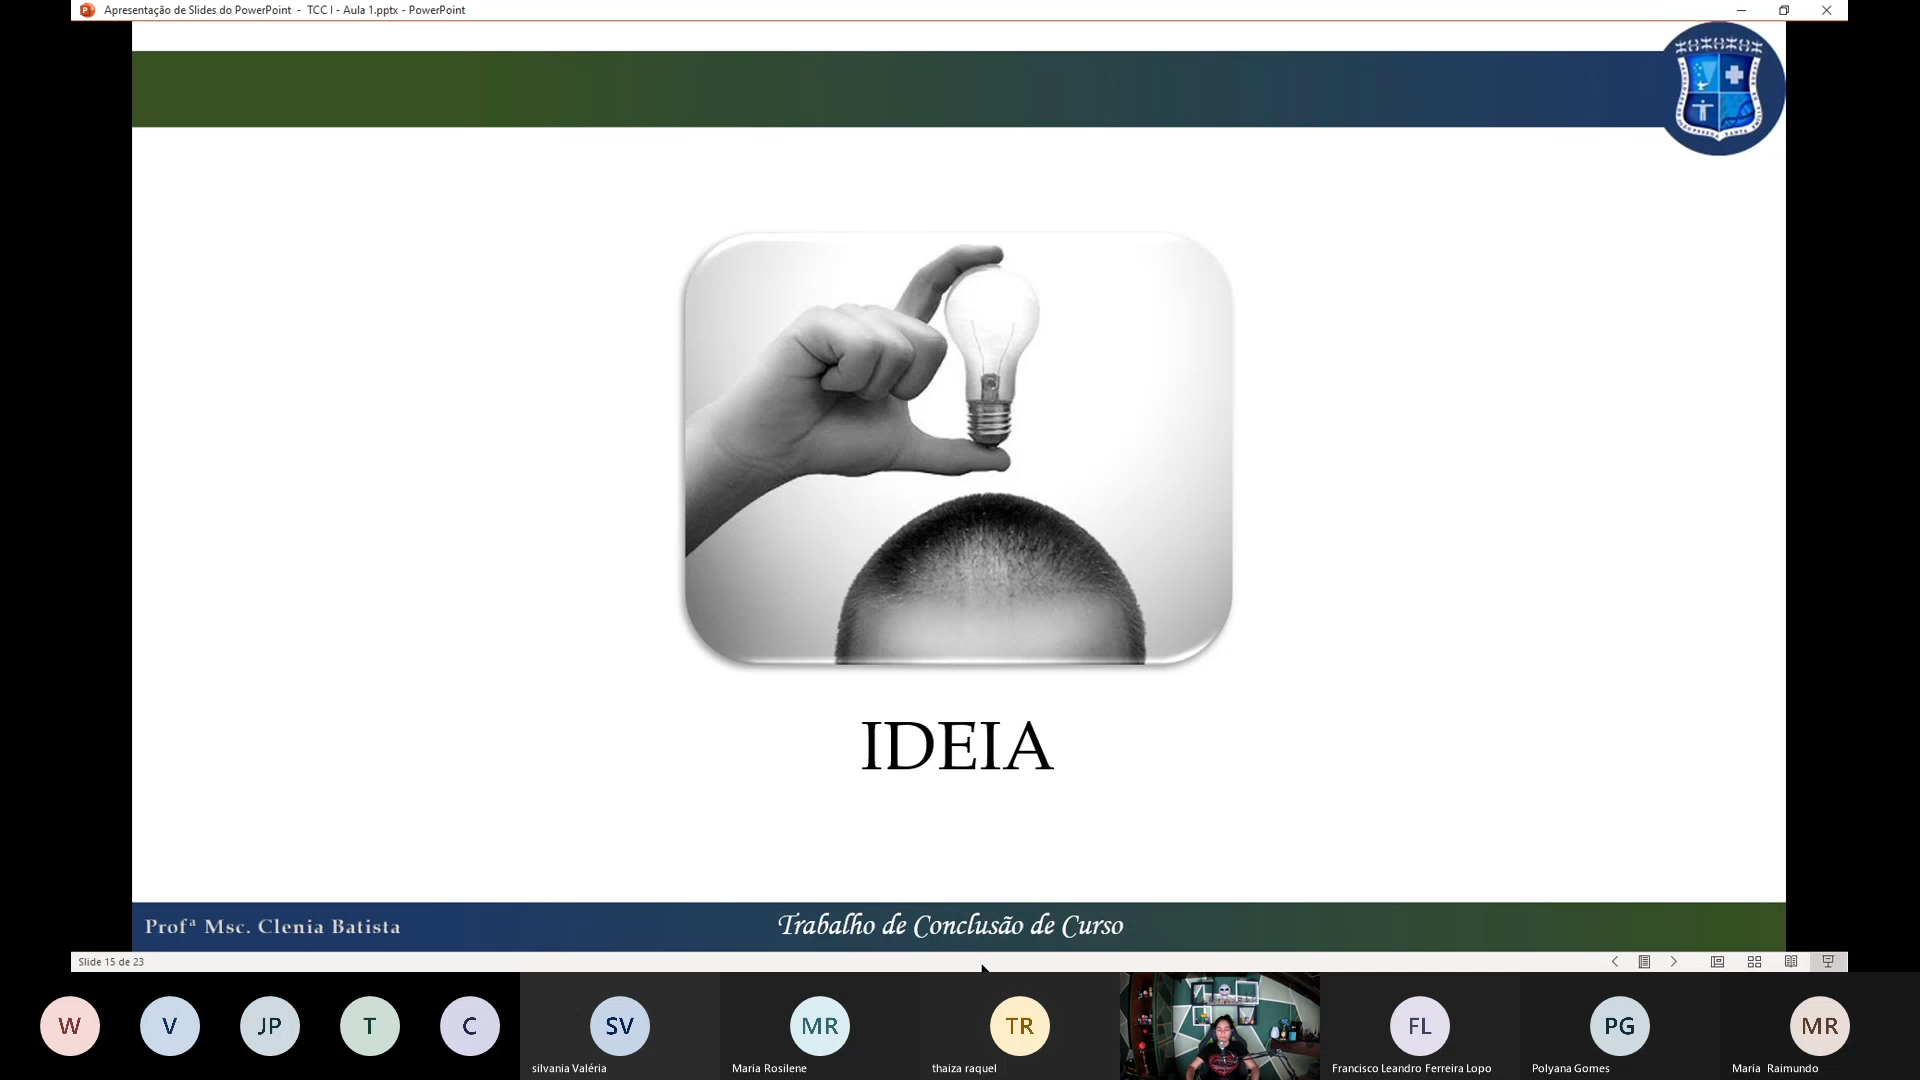 Apresentação de Slides do PowerPoint - TCC I - Aula 1.pptx - PowerPoint
IDEIA
Profª Msc. Clenia Batista
Trabalho de Conclusão de Curso
Slide 15 de 23
W
V
JP
T
C
SV
MR
TR
FL
PG
MR
silvania Valéria
Maria Rosilene
thaiza raquel
Francisco Leandro Ferreira Lopo
Polyana Gomes
Maria Raimundo